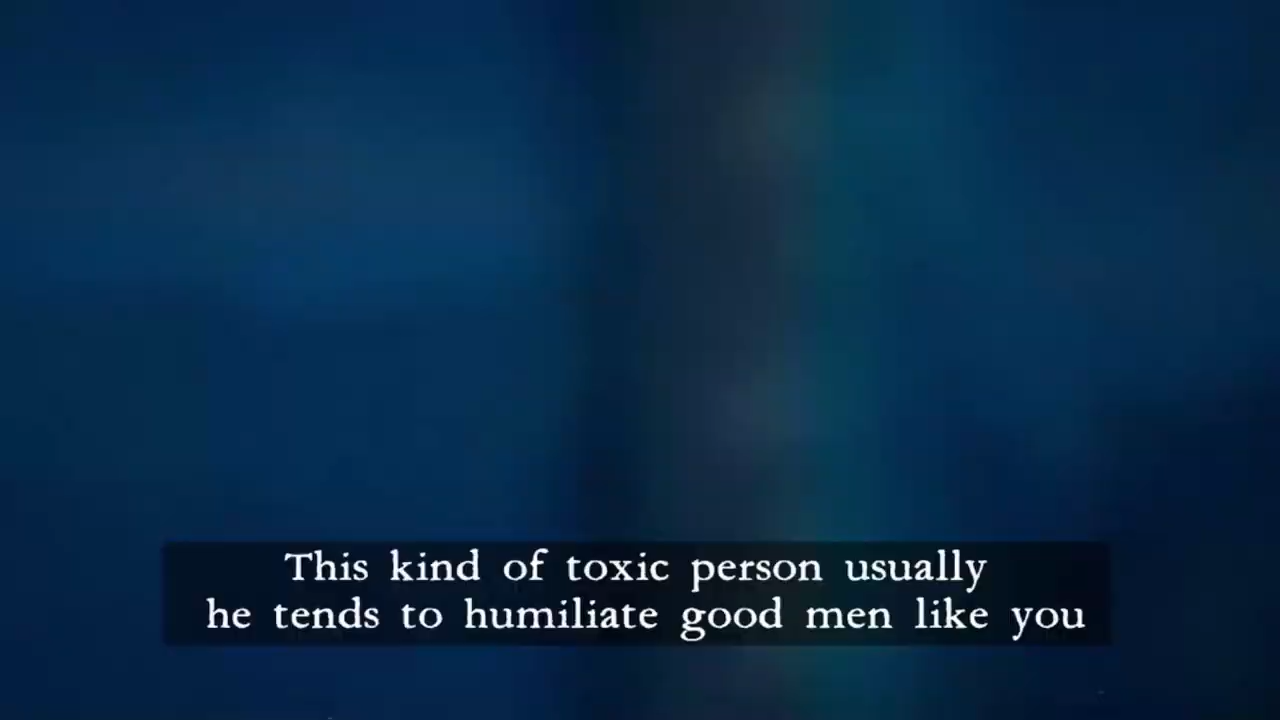 This kind of toxic person usually
he tends to humiliate good men like you